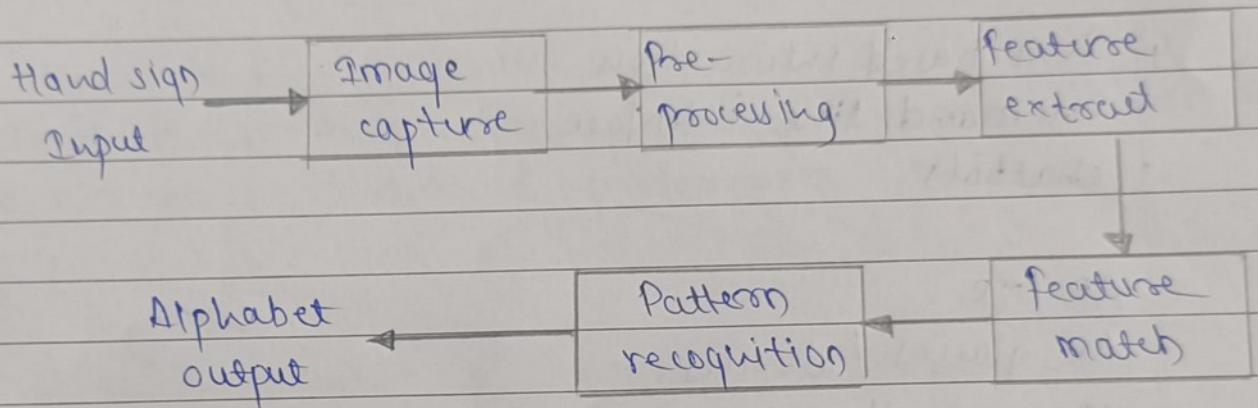 Hand sign
Input
Image
capture
Pre-
processing
feature
extract
feature
match
Pattern
recognition
Alphabet
output